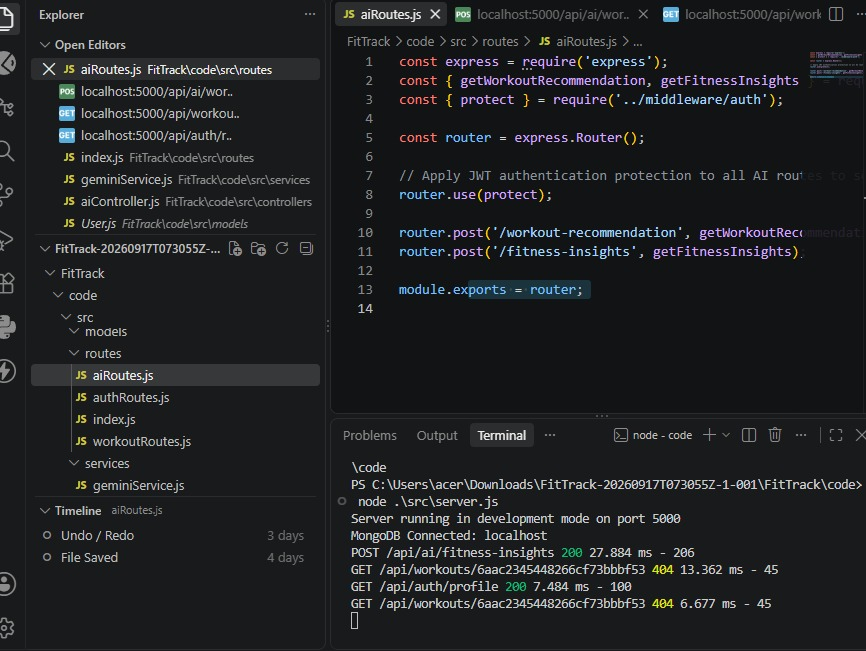 Explorer
Open Editors
JS aiRoutes.js FitTrack\code\src\routes
POS localhost:5000/api/ai/wor..
GET localhost:5000/api/workou..
GET localhost:5000/api/auth/r..
JS index.js FitTrack\code\src\routes
JS geminiService.js FitTrack\code\src\services
JS aiController.js FitTrack\code\src\controllers
JS User.js FitTrack\code\src\models
FitTrack-20260917T073055Z-...
FitTrack
code
src
models
routes
JS aiRoutes.js
JS authRoutes.js
JS index.js
JS workoutRoutes.js
services
JS geminiService.js
Timeline aiRoutes.js
Undo / Redo 3 days
File Saved 4 days
JS aiRoutes.js POS localhost:5000/api/ai/wor.. GET localhost:5000/api/work
FitTrack > code > src > routes > JS aiRoutes.js > ...
1 const express = require('express');
2 const { getWorkoutRecommendation, getFitnessInsights } = req
3 const { protect } = require('../middleware/auth');
4
5 const router = express.Router();
6
7 // Apply JWT authentication protection to all AI routes to s
8 router.use(protect);
9
10 router.post('/workout-recommendation', getWorkoutRecommendat
11 router.post('/fitness-insights', getFitnessInsights);
12
13 module.exports = router;
14
Problems Output Terminal ... node - code
\code
PS C:\Users\acer\Downloads\FitTrack-20260917T073055Z-1-001\FitTrack\code>
node .\src\server.js
Server running in development mode on port 5000
MongoDB Connected: localhost
POST /api/ai/fitness-insights 200 27.884 ms - 206
GET /api/workouts/6aac2345448266cf73bbbf53 404 13.362 ms - 45
GET /api/auth/profile 200 7.484 ms - 100
GET /api/workouts/6aac2345448266cf73bbbf53 404 6.677 ms - 45